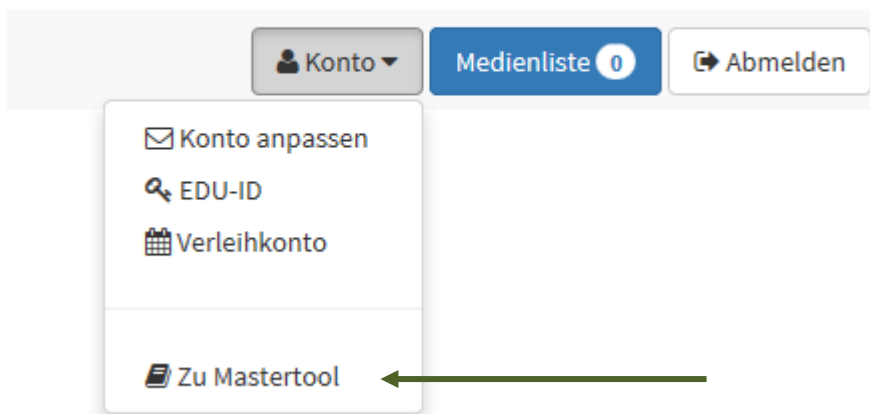 Konto Medienliste 0 Abmelden
Konto anpassen
EDU-ID
Verleihkonto
Zu Mastertool